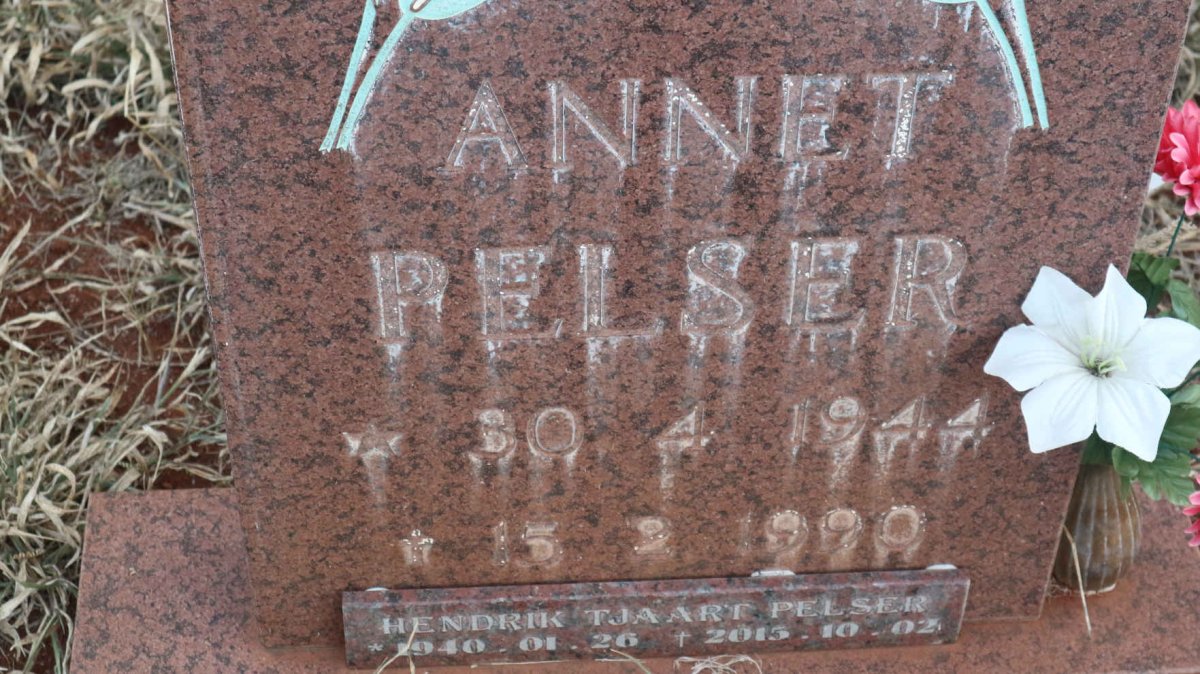 ANNET
PELSER
* 30 4 1944
† 15 2 1990
HENDRIK TJAART PELSER
* 1940 . 01 . 26 † 2015 . 10 . 02